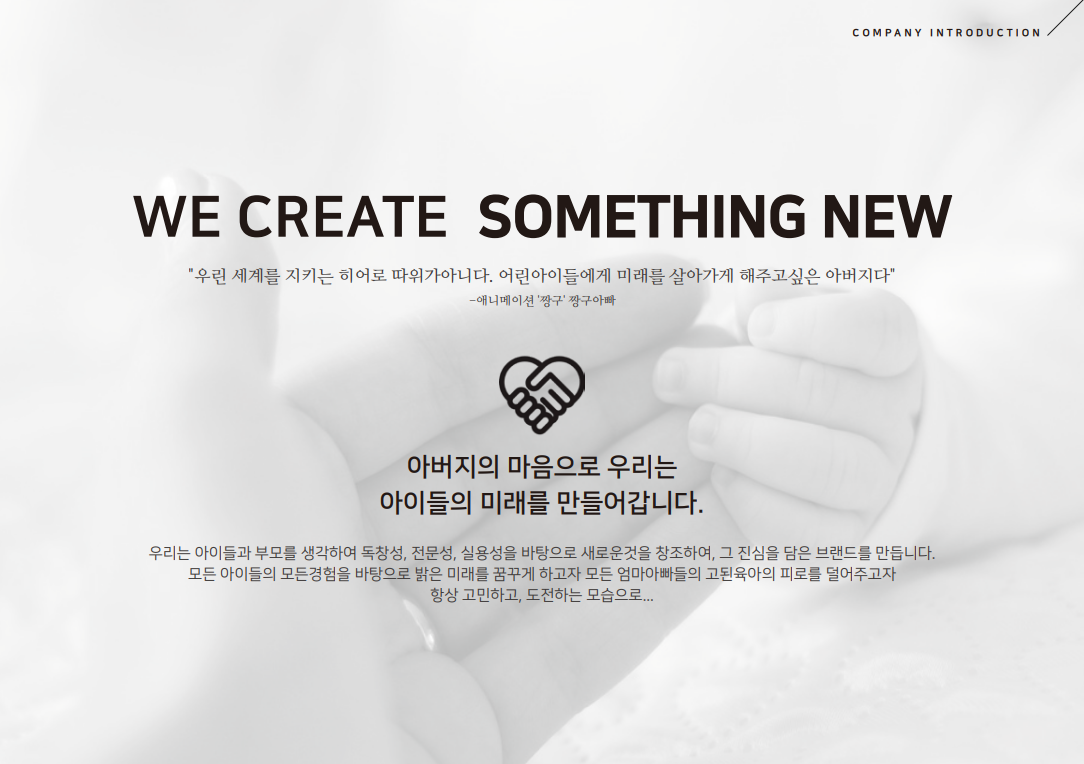 COMPANY INTRODUCTION
WE CREATE SOMETHING NEW
"우린 세계를 지키는 히어로 따위가아니다. 어린아이들에게 미래를 살아가게 해주고싶은 아버지다"
-애니메이션 '짱구' 짱구아빠
아버지의 마음으로 우리는
아이들의 미래를 만들어갑니다.
우리는 아이들과 부모를 생각하여 독창성, 전문성, 실용성을 바탕으로 새로운것을 창조하여, 그 진심을 담은 브랜드를 만듭니다.
모든 아이들의 모든경험을 바탕으로 밝은 미래를 꿈꾸게 하고자 모든 엄마아빠들의 고된육아의 피로를 덜어주고자
항상 고민하고, 도전하는 모습으로...